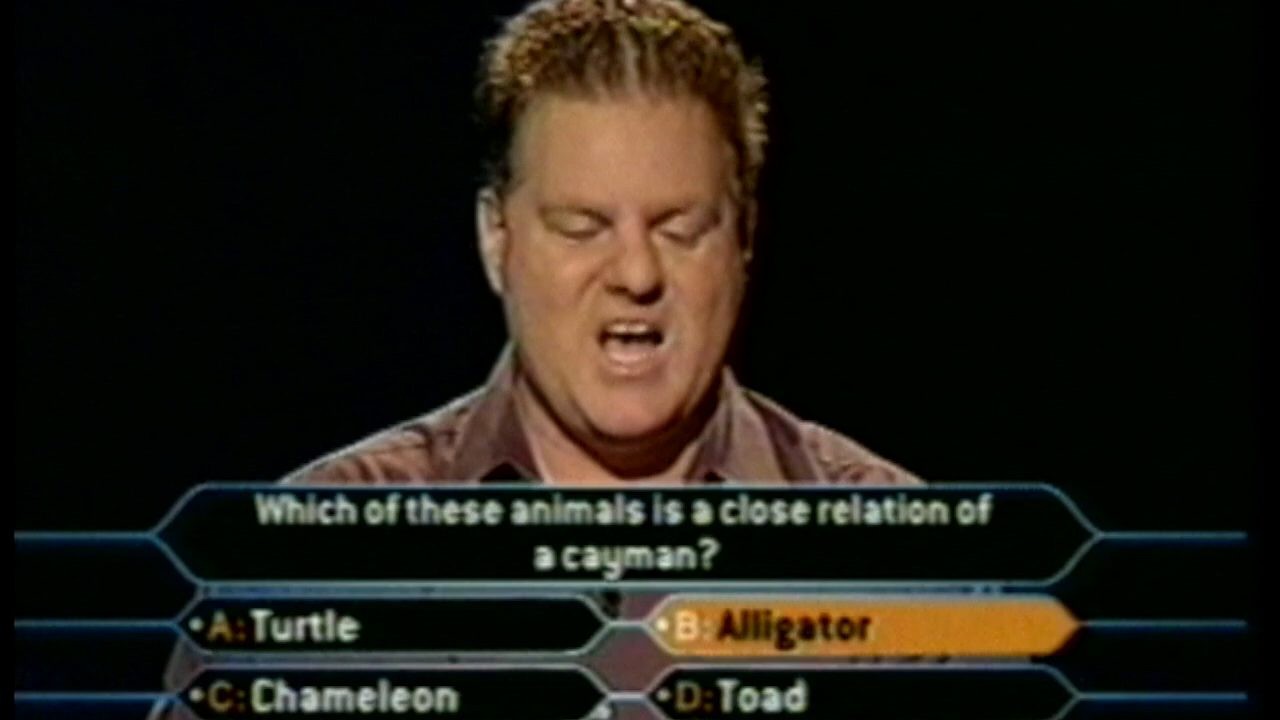 Which of these animals is a close relation of
a cayman?
•A: Turtle
•B: Alligator
•C: Chameleon
•D: Toad